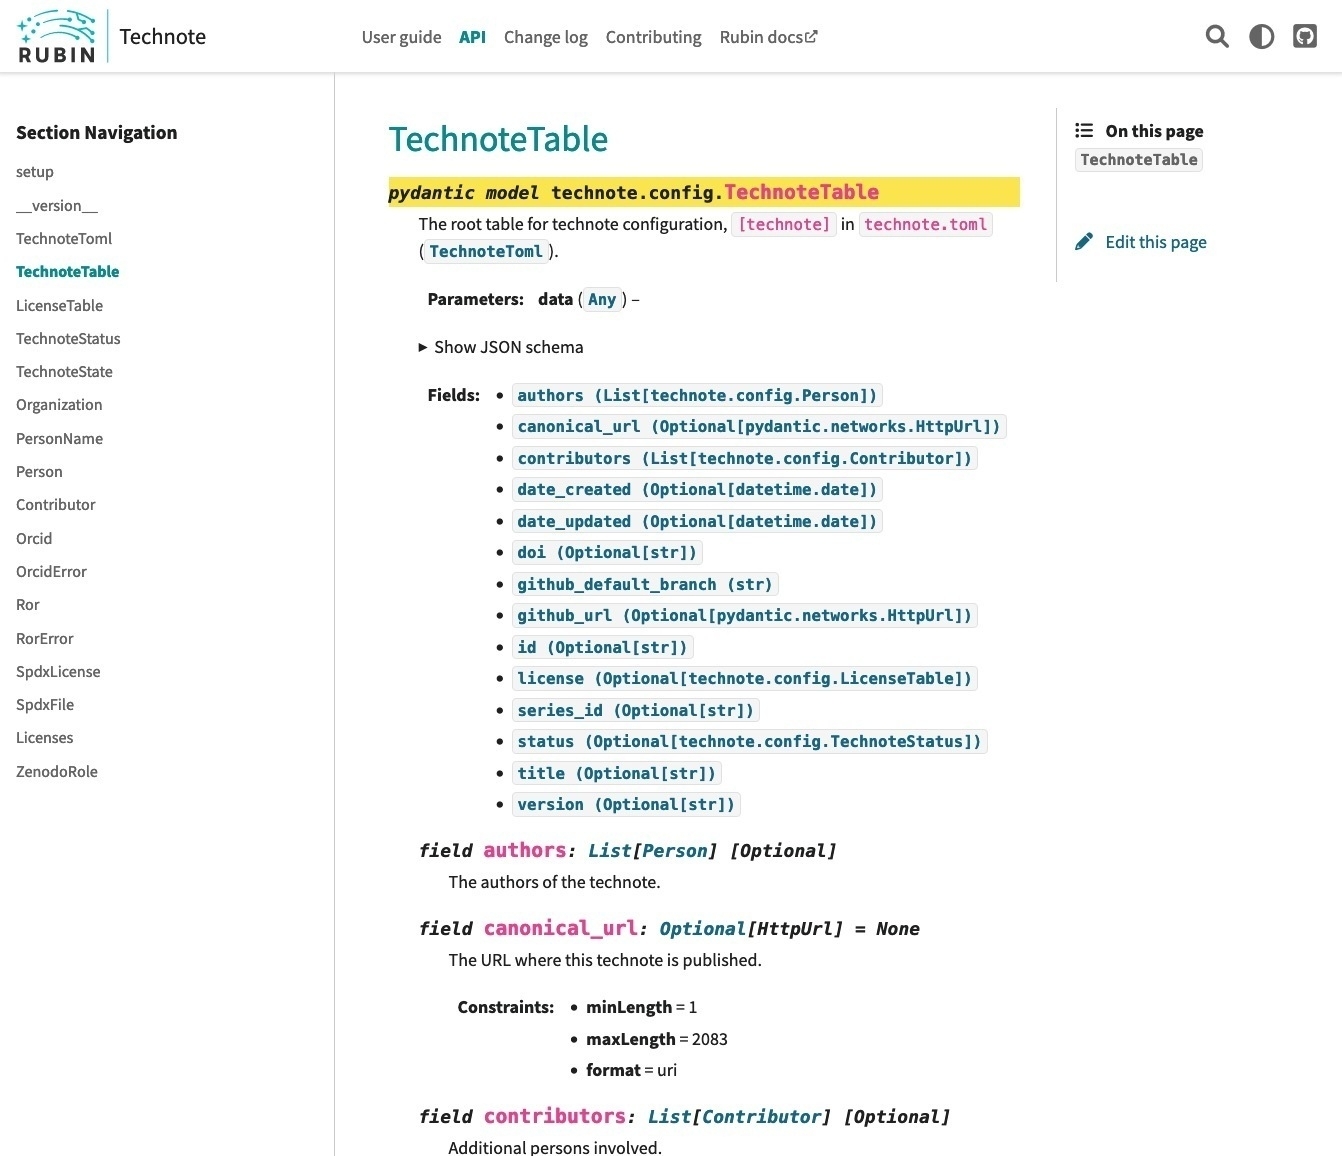 RUBIN
Technote
User guide API Change log Contributing Rubin docs
Section Navigation
setup
__version__
TechnoteToml
TechnoteTable
LicenseTable
TechnoteStatus
TechnoteState
Organization
PersonName
Person
Contributor
Orcid
OrcidError
Ror
RorError
SpdxLicense
SpdxFile
Licenses
ZenodoRole
TechnoteTable
pydantic model technote.config.TechnoteTable
The root table for technote configuration, [technote] in technote.toml
(TechnoteToml).
Parameters: data (Any) –
▸ Show JSON schema
Fields: • authors (List[technote.config.Person])
• canonical_url (Optional[pydantic.networks.HttpUrl])
• contributors (List[technote.config.Contributor])
• date_created (Optional[datetime.date])
• date_updated (Optional[datetime.date])
• doi (Optional[str])
• github_default_branch (str)
• github_url (Optional[pydantic.networks.HttpUrl])
• id (Optional[str])
• license (Optional[technote.config.LicenseTable])
• series_id (Optional[str])
• status (Optional[technote.config.TechnoteStatus])
• title (Optional[str])
• version (Optional[str])
field authors: List[Person] [Optional]
The authors of the technote.
field canonical_url: Optional[HttpUrl] = None
The URL where this technote is published.
Constraints: • minLength = 1
• maxLength = 2083
• format = uri
field contributors: List[Contributor] [Optional]
Additional persons involved.
On this page
TechnoteTable
Edit this page